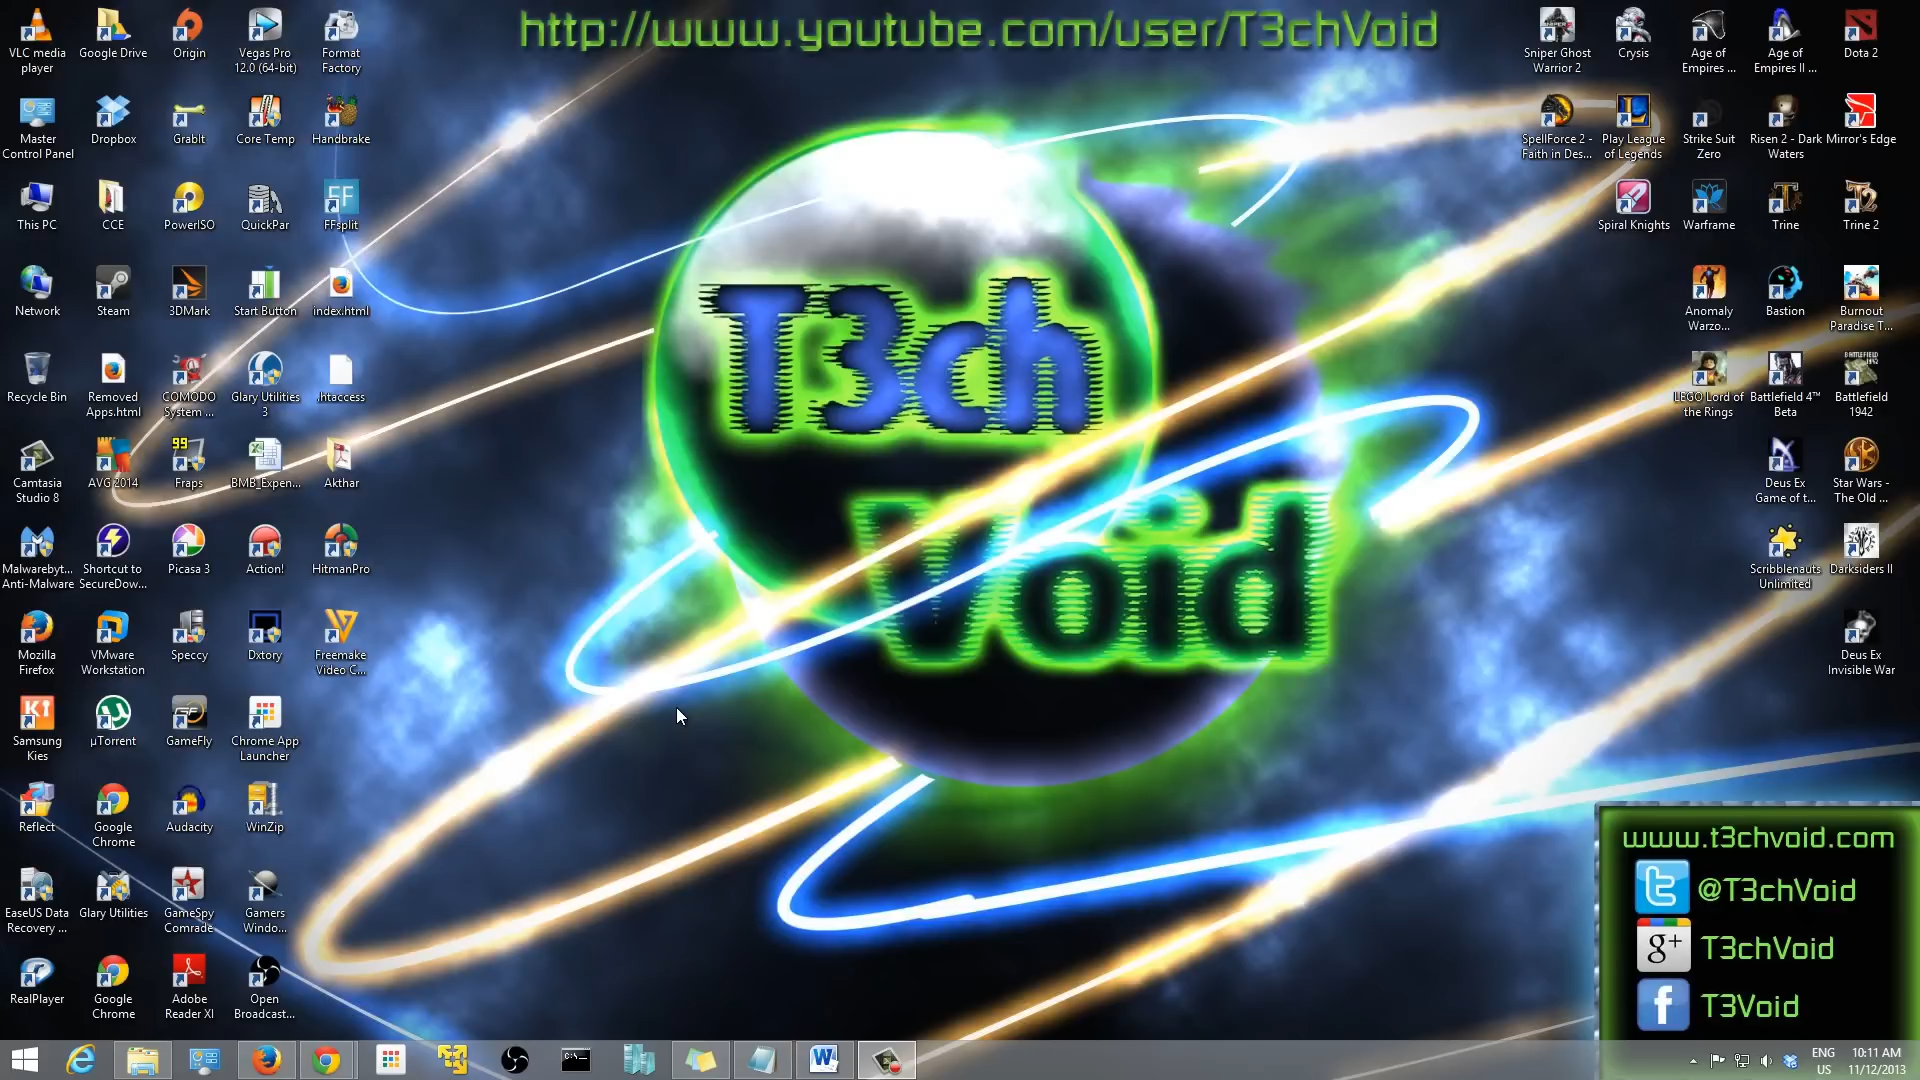 http://www.youtube.com/user/T3chVoid
VLC media player
Google Drive
Origin
Vegas Pro 12.0 (64-bit)
Format Factory
Sniper Ghost Warrior 2
Crysis
Age of Empires ...
Age of Empires II ...
Dota 2
Master Control Panel
Dropbox
GrabIt
Core Temp
Handbrake
SpellForce 2 - Faith in Des...
Play League of Legends
Strike Suit Zero
Risen 2 - Dark Waters
Mirror's Edge
This PC
CCE
PowerISO
QuickPar
FF
FFsplit
Spiral Knights
Warframe
Trine
Trine 2
Network
Steam
3DMark
Start Button
index.html
Anomaly Warzo...
Bastion
Burnout Paradise T...
T3ch
Void
Recycle Bin
Removed Apps.html
COMODO System ...
Glary Utilities 3
.htaccess
LEGO Lord of the Rings
Battlefield 4™ Beta
Battlefield 1942
Camtasia Studio 8
AVG 2014
99
Fraps
BMB_Expen...
Akthar
Deus Ex Game of t...
Star Wars - The Old ...
Malwarebyt... Anti-Malware
Shortcut to SecureDow...
Picasa 3
Action!
HitmanPro
Scribblenauts Unlimited
Darksiders II
Mozilla Firefox
VMware Workstation
Speccy
Dxtory
Freemake Video C...
Deus Ex Invisible War
Samsung Kies
µTorrent
GameFly
Chrome App Launcher
Reflect
Google Chrome
Audacity
WinZip
EaseUS Data Recovery ...
Glary Utilities
GameSpy Comrade
Gamers Windo...
RealPlayer
Google Chrome
Adobe Reader XI
Open Broadcast...
www.t3chvoid.com
@T3chVoid
g+ T3chVoid
f T3Void
ENG US
10:11 AM
11/12/2013